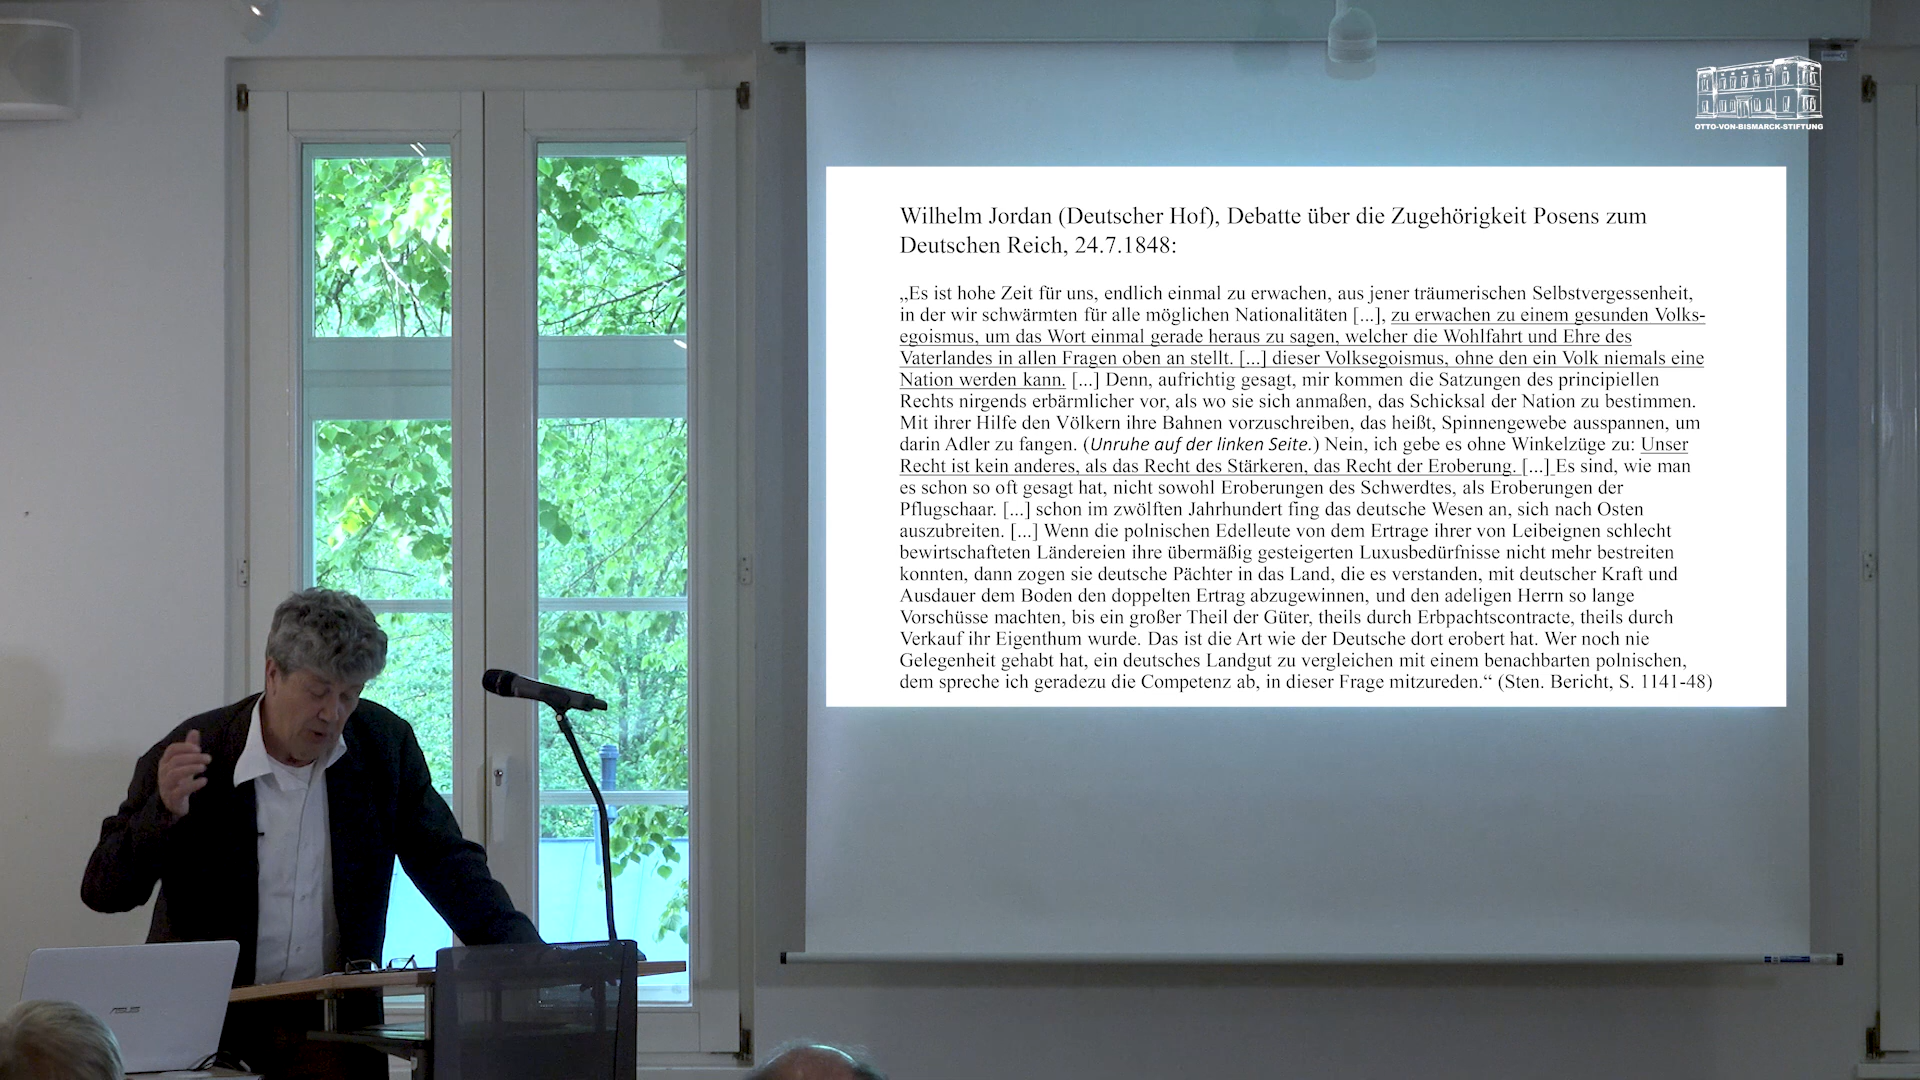 OTTO-VON-BISMARCK-STIFTUNG
Wilhelm Jordan (Deutscher Hof), Debatte über die Zugehörigkeit Posens zum
Deutschen Reich, 24.7.1848:
„Es ist hohe Zeit für uns, endlich einmal zu erwachen, aus jener träumerischen Selbstvergessenheit,
in der wir schwärmten für alle möglichen Nationalitäten [...], zu erwachen zu einem gesunden Volks-
egoismus, um das Wort einmal gerade heraus zu sagen, welcher die Wohlfahrt und Ehre des
Vaterlandes in allen Fragen oben an stellt. [...] dieser Volksegoismus, ohne den ein Volk niemals eine
Nation werden kann. [...] Denn, aufrichtig gesagt, mir kommen die Satzungen des principiellen
Rechts nirgends erbärmlicher vor, als wo sie sich anmaßen, das Schicksal der Nation zu bestimmen.
Mit ihrer Hilfe den Völkern ihre Bahnen vorzuschreiben, das heißt, Spinnengewebe ausspannen, um
darin Adler zu fangen. (Unruhe auf der linken Seite.) Nein, ich gebe es ohne Winkelzüge zu: Unser
Recht ist kein anderes, als das Recht des Stärkeren, das Recht der Eroberung. [...] Es sind, wie man
es schon so oft gesagt hat, nicht sowohl Eroberungen des Schwerdtes, als Eroberungen der
Pflugschaar. [...] schon im zwölften Jahrhundert fing das deutsche Wesen an, sich nach Osten
auszubreiten. [...] Wenn die polnischen Edelleute von dem Ertrage ihrer von Leibeignen schlecht
bewirtschafteten Ländereien ihre übermäßig gesteigerten Luxusbedürfnisse nicht mehr bestreiten
konnten, dann zogen sie deutsche Pächter in das Land, die es verstanden, mit deutscher Kraft und
Ausdauer dem Boden den doppelten Ertrag abzugewinnen, und den adeligen Herrn so lange
Vorschüsse machten, bis ein großer Theil der Güter, theils durch Erbpachtscontracte, theils durch
Verkauf ihr Eigenthum wurde. Das ist die Art wie der Deutsche dort erobert hat. Wer noch nie
Gelegenheit gehabt hat, ein deutsches Landgut zu vergleichen mit einem benachbarten polnischen,
dem spreche ich geradezu die Competenz ab, in dieser Frage mitzureden.“ (Sten. Bericht, S. 1141-48)
ASUS